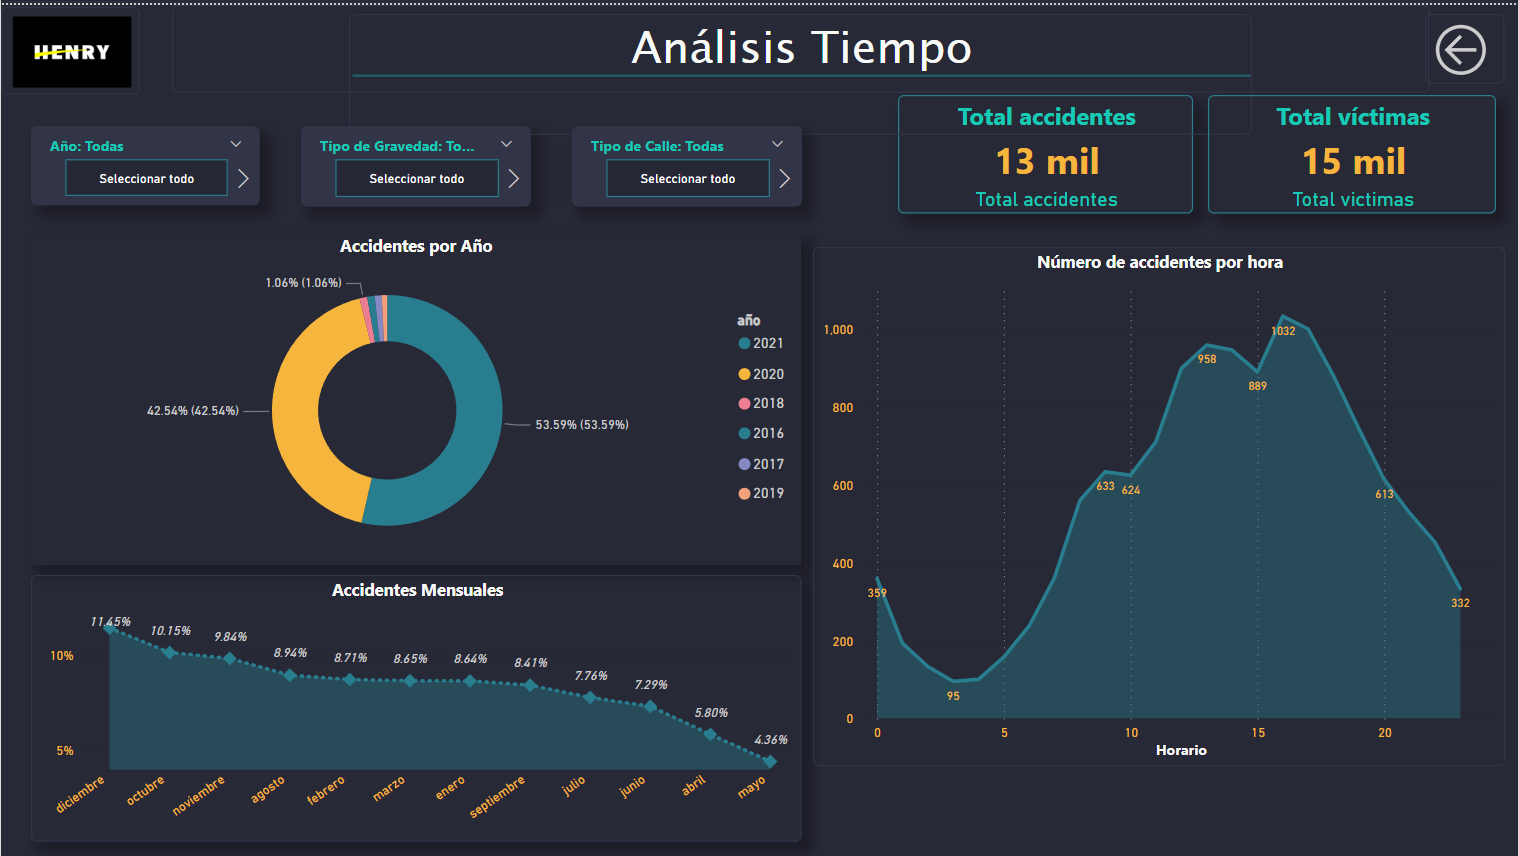 HENRY
Análisis Tiempo
Año: Todas
Seleccionar todo
Tipo de Gravedad: To...
Seleccionar todo
Tipo de Calle: Todas
Seleccionar todo
Total accidentes
13 mil
Total accidentes
Total víctimas
15 mil
Total victimas
Accidentes por Año
1.06% (1.06%)
42.54% (42.54%)
53.59% (53.59%)
año
2021
2020
2018
2016
2017
2019
Accidentes Mensuales
10%
5%
11.45%
10.15%
9.84%
8.94%
8.71%
8.65%
8.64%
8.41%
7.76%
7.29%
5.80%
4.36%
diciembre
octubre
noviembre
agosto
febrero
marzo
enero
septiembre
julio
junio
abril
mayo
Número de accidentes por hora
1,000
800
600
400
200
0
359
95
633
624
958
889
1032
613
332
0
5
10
15
20
Horario